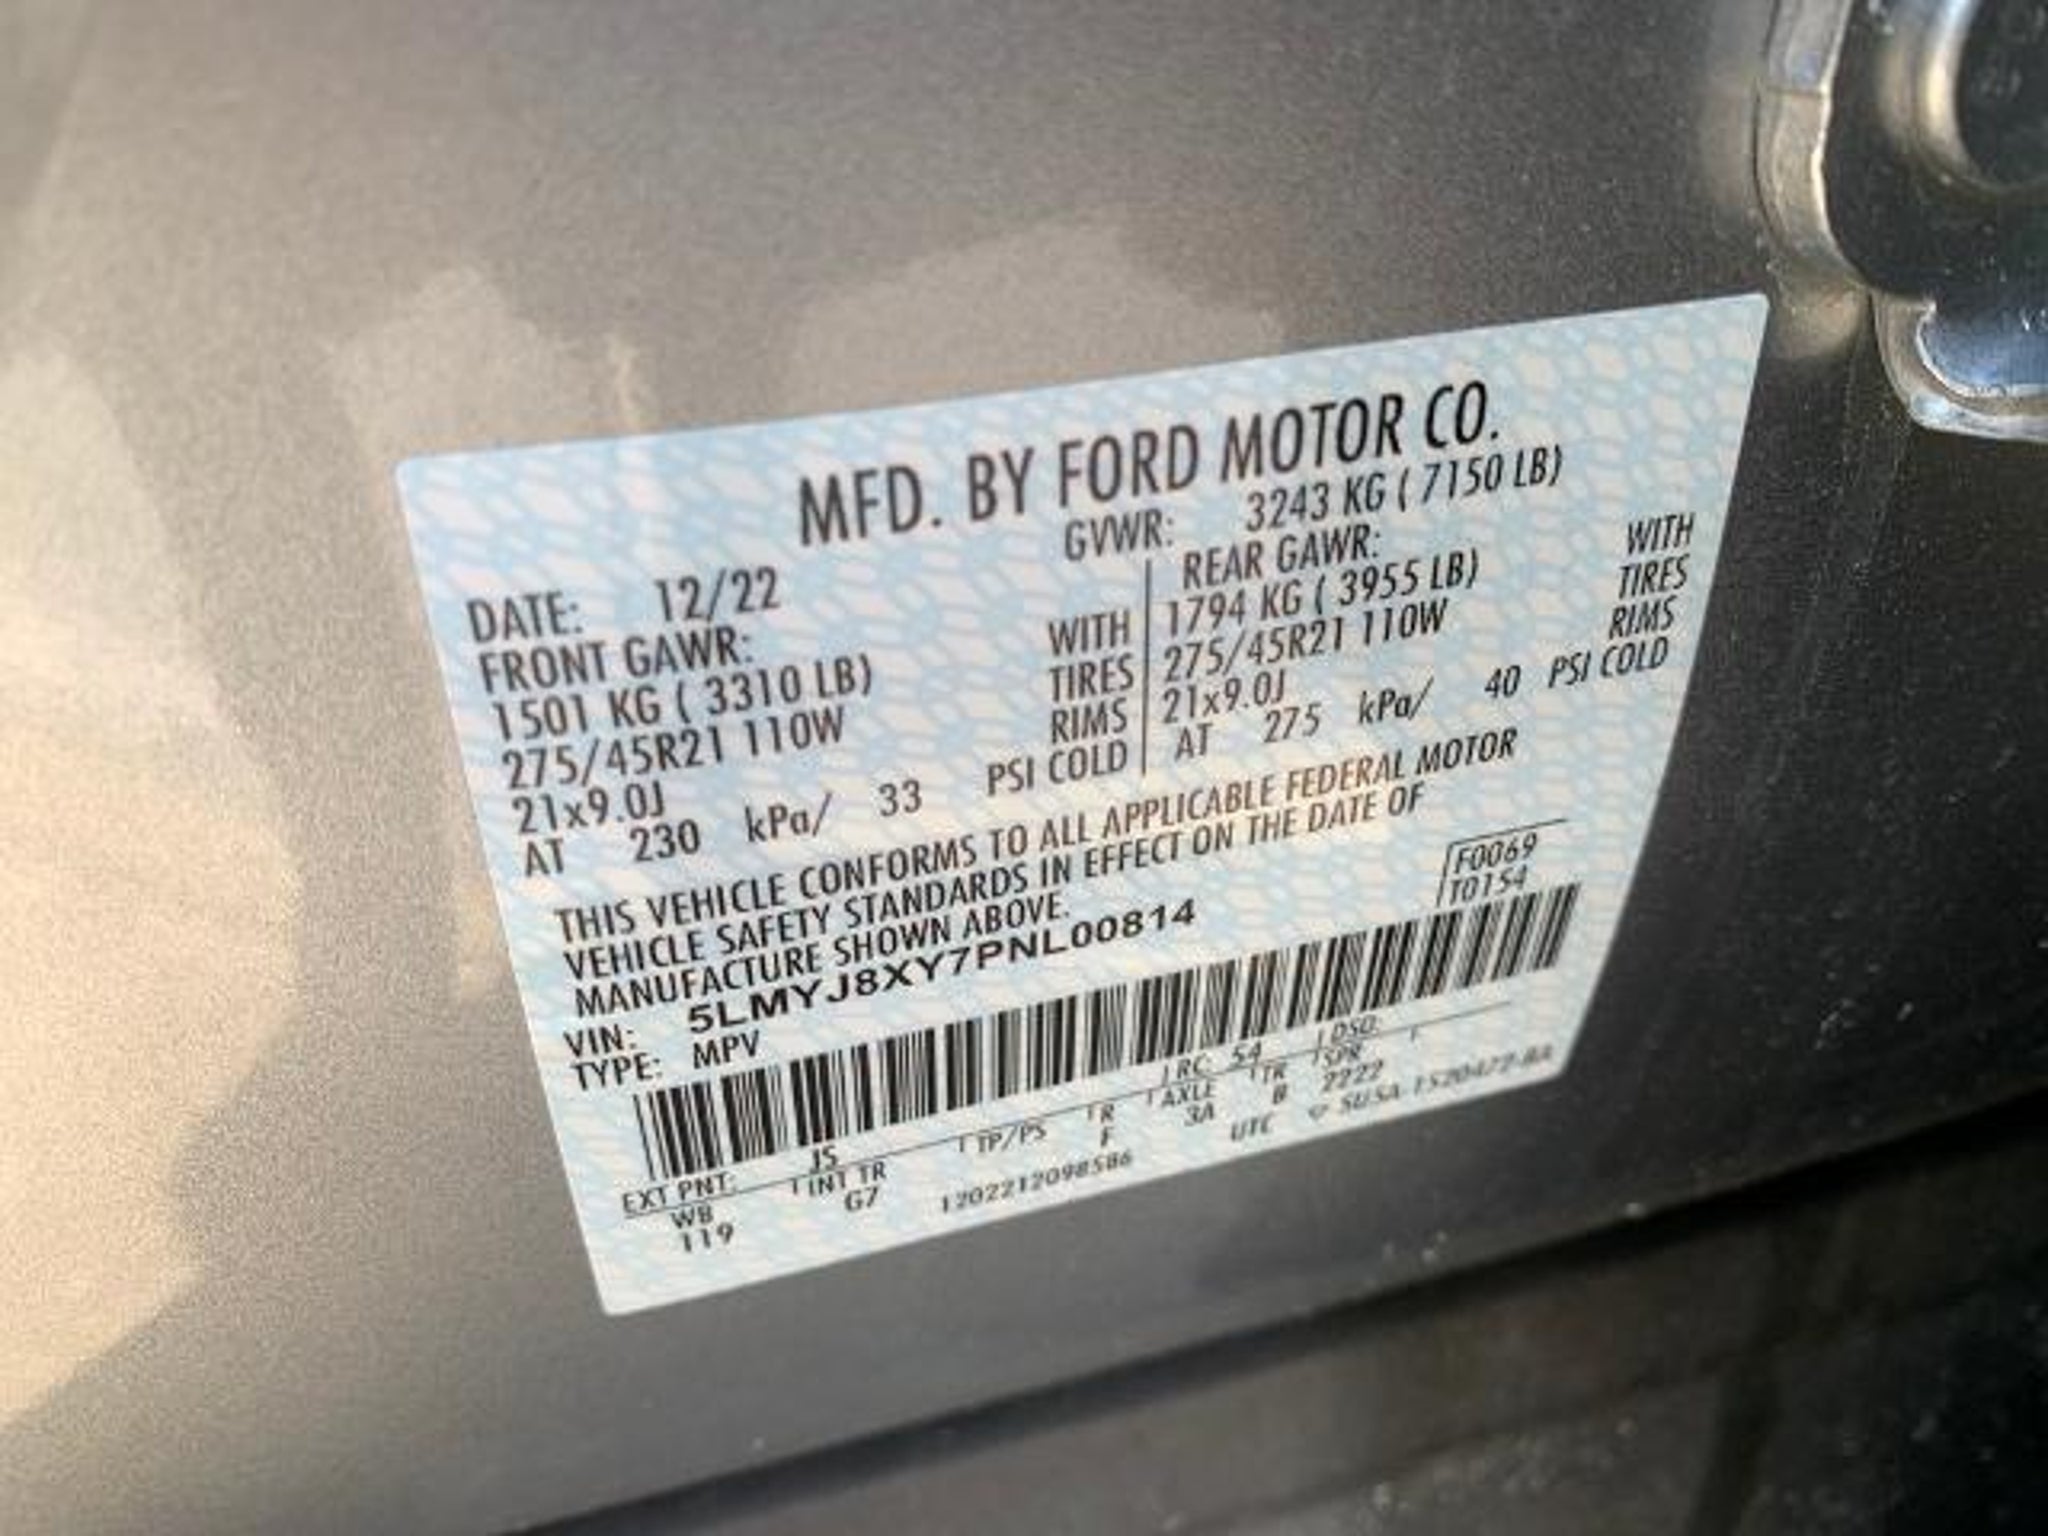 MFD. BY FORD MOTOR CO.
GVWR: 3243 KG ( 7150 LB)
DATE: 12/22
FRONT GAWR:
1501 KG ( 3310 LB) WITH
275/45R21 110W TIRES
21x9.0J RIMS
AT 230 kPa/ 33 PSI COLD
REAR GAWR: WITH
1794 KG ( 3955 LB) TIRES
275/45R21 110W RIMS
21x9.0J
AT 275 kPa/ 40 PSI COLD
THIS VEHICLE CONFORMS TO ALL APPLICABLE FEDERAL MOTOR
VEHICLE SAFETY STANDARDS IN EFFECT ON THE DATE OF
MANUFACTURE SHOWN ABOVE.
F0069
T0154
VIN: 5LMYJ8XY7PNL00814
TYPE: MPV
EXT PNT: JS RC: 54 DSO:
WB INT TR TP/PS R AXLE TR SPR
119 G7 F 3A B 2222
1202212098586 UTC